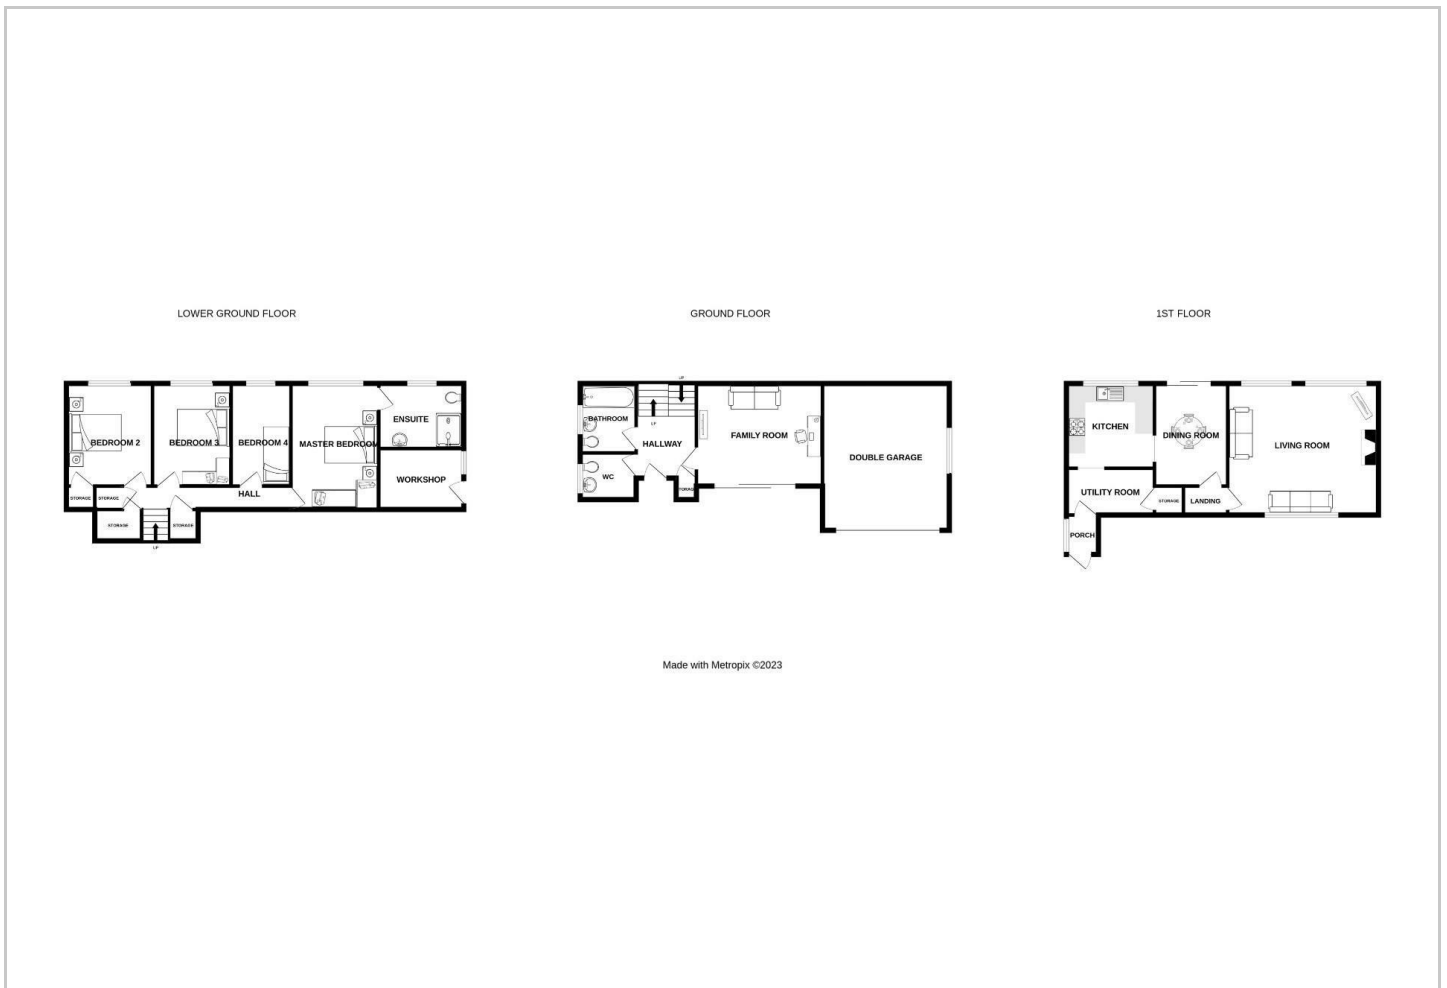 LOWER GROUND FLOOR
BEDROOM 2
BEDROOM 3
BEDROOM 4
MASTER BEDROOM
ENSUITE
WORKSHOP
HALL
STORAGE
STORAGE
STORAGE
STORAGE
UP
GROUND FLOOR
UP
UP
BATHROOM
HALLWAY
WC
STORAGE
FAMILY ROOM
DOUBLE GARAGE
1ST FLOOR
KITCHEN
DINING ROOM
LIVING ROOM
UTILITY ROOM
STORAGE
LANDING
PORCH
Made with Metropix ©2023